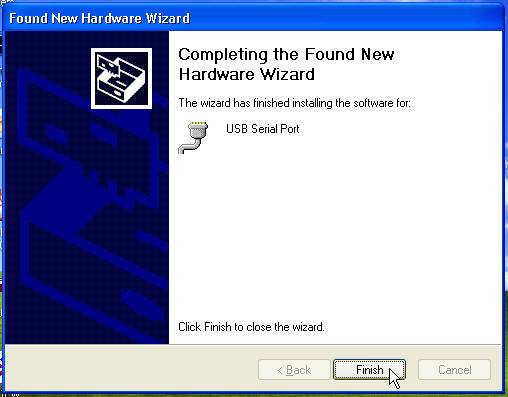 Found New Hardware Wizard
Completing the Found New
Hardware Wizard
The wizard has finished installing the software for:
USB Serial Port
Click Finish to close the wizard.
< Back
Finish
Cancel